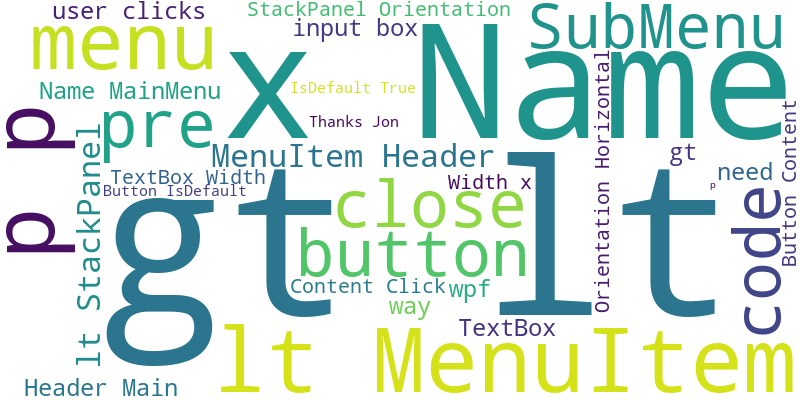 user clicks
StackPanel Orientation
input box
menu
x Name
SubMenu
Name MainMenu
IsDefault True
pre
Thanks Jon
p p
MenuItem Header
gt
TextBox Width
Width x
need
Button IsDefault
p
lt StackPanel
gt lt
close
button
code
Orientation Horizontal
Button Content
Content Click
wpf
way
TextBox
lt MenuItem
Header Main